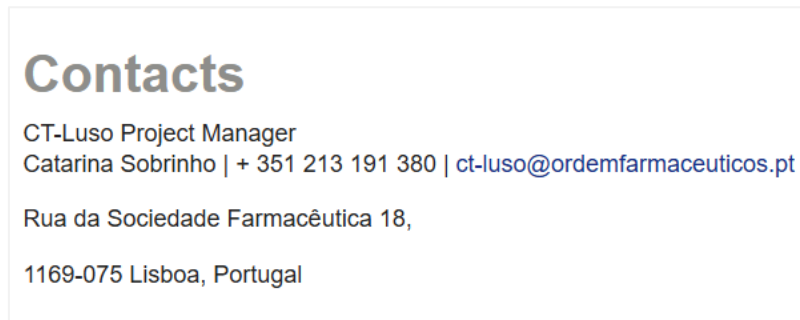 Contacts
CT-Luso Project Manager
Catarina Sobrinho | + 351 213 191 380 | ct-luso@ordemfarmaceuticos.pt
Rua da Sociedade Farmacêutica 18,
1169-075 Lisboa, Portugal